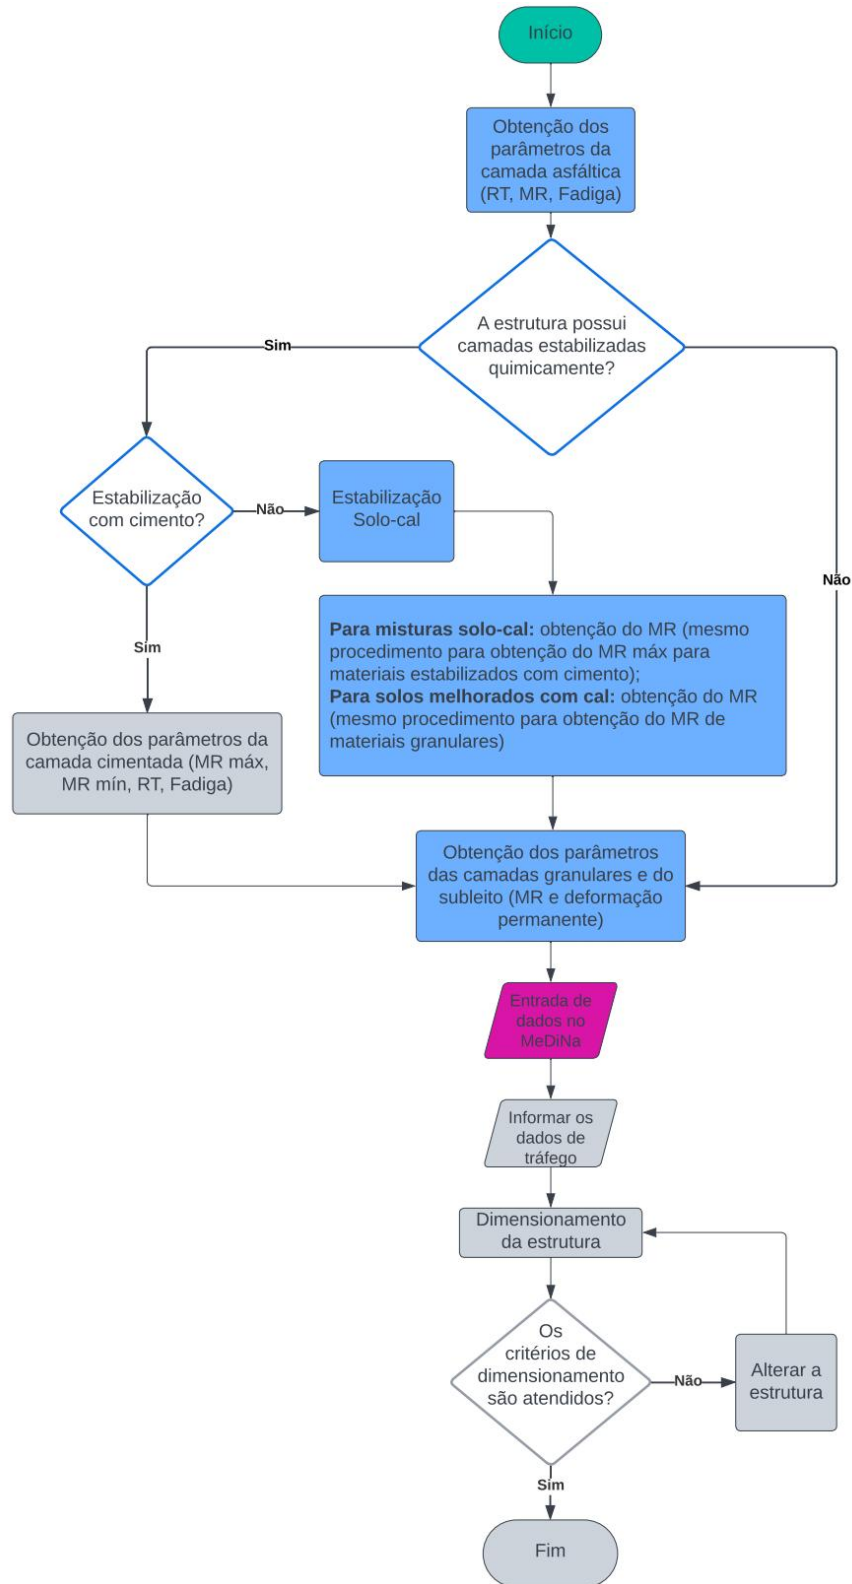 Início
Obtenção dos
parâmetros da
camada asfáltica
(RT, MR, Fadiga)
A estrutura possui
camadas estabilizadas
quimicamente?
Sim
Não
Estabilização
com cimento?
Não
Estabilização
Solo-cal
Sim
Para misturas solo-cal: obtenção do MR (mesmo
procedimento para obtenção do MR máx para
materiais estabilizados com cimento);
Para solos melhorados com cal: obtenção do MR
(mesmo procedimento para obtenção do MR de
materiais granulares)
Obtenção dos parâmetros da
camada cimentada (MR máx,
MR mín, RT, Fadiga)
Obtenção dos parâmetros
das camadas granulares e do
subleito (MR e deformação
permanente)
Entrada de
dados no
MeDiNa
Informar os
dados de
tráfego
Dimensionamento
da estrutura
Os
critérios de
dimensionamento
são atendidos?
Não
Alterar a
estrutura
Sim
Fim